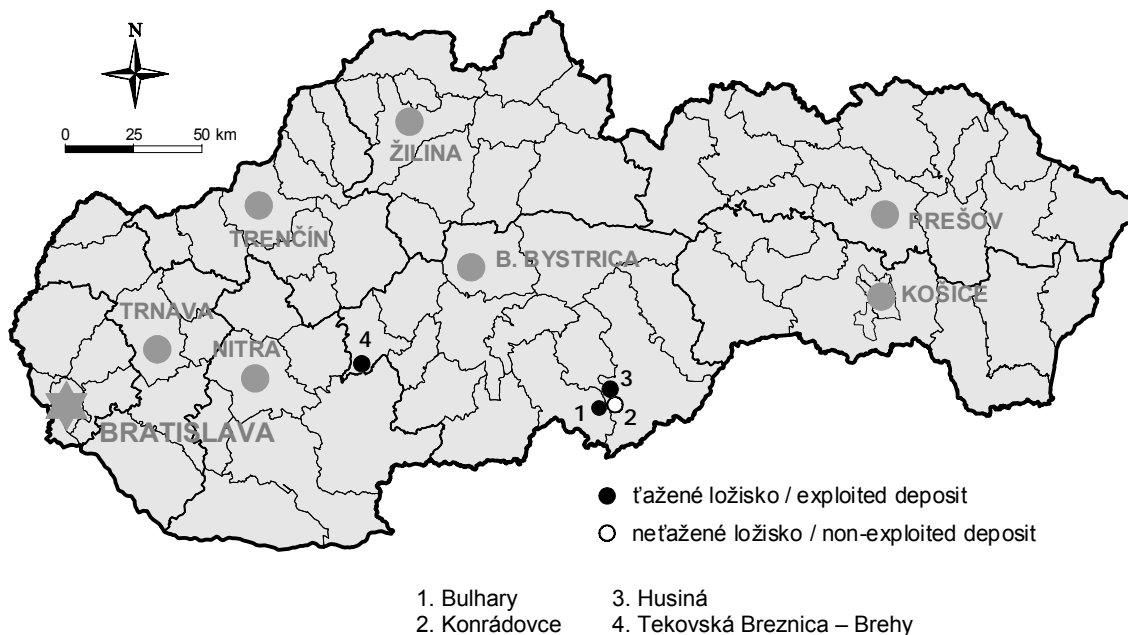 N
0 25 50 km
ŽILINA
TRENČÍN
PREŠOV
B. BYSTRICA
KOŠICE
TRNAVA
NITRA
4
3
1
2
BRATISLAVA
ťažené ložisko / exploited deposit
neťažené ložisko / non-exploited deposit
1. Bulhary 3. Husiná
2. Konrádovce 4. Tekovská Breznica – Brehy